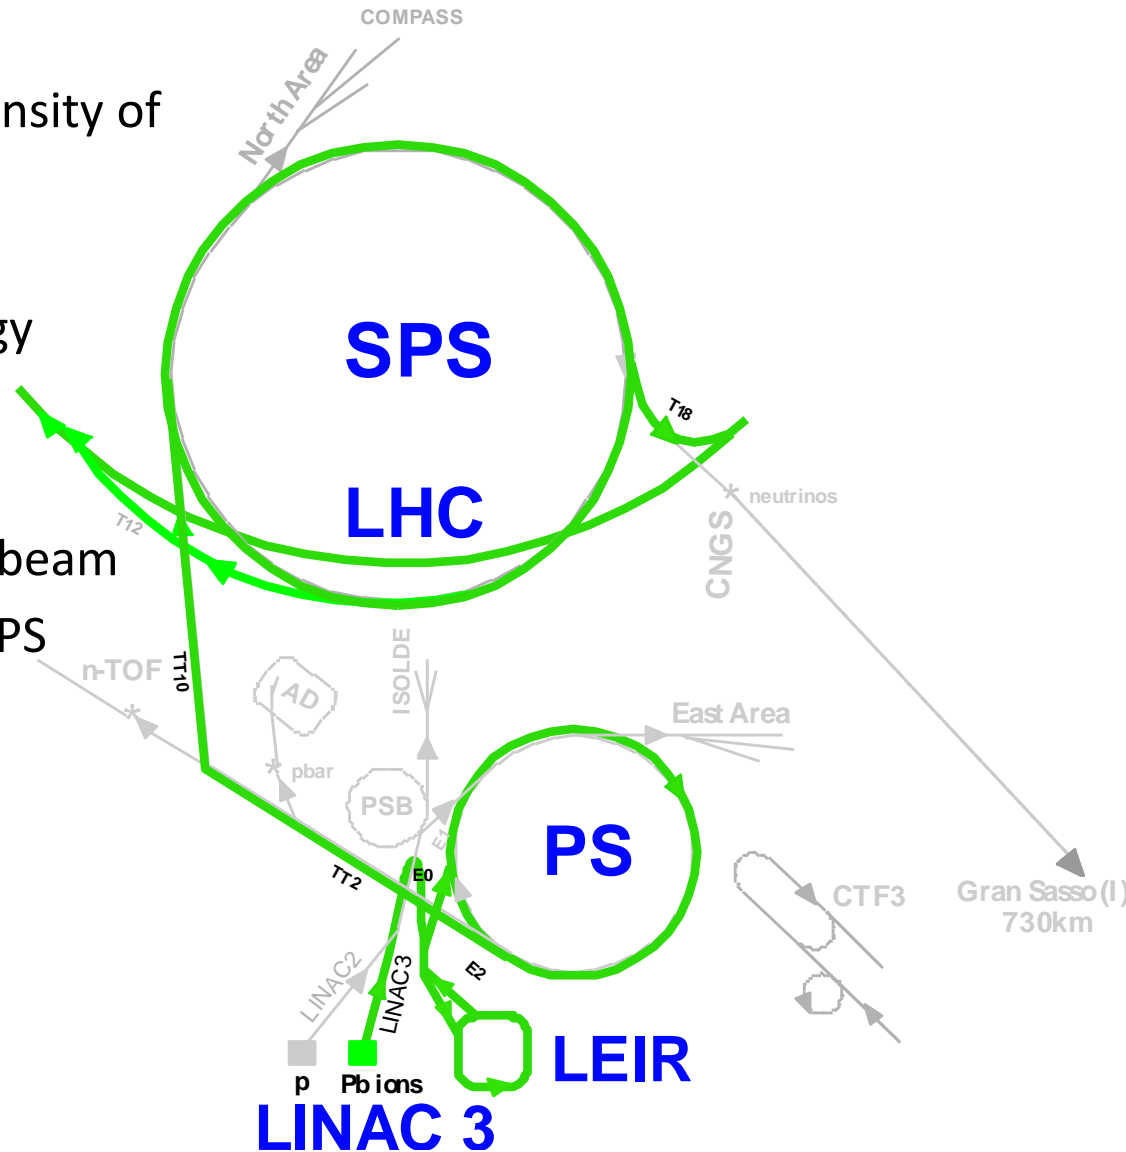 COMPASS
North Area
nsity of
SPS
gy
T18
LHC
neutrinos
T12
CNGS
beam
PS
n-TOF
TT10
ISOLDE
AD
East Area
pbar
PSB
E1
PS
TT2
E0
CTF3
Gran Sasso (I)
730km
LINAC2
LINAC3
E2
LEIR
p
Pb ions
LINAC 3